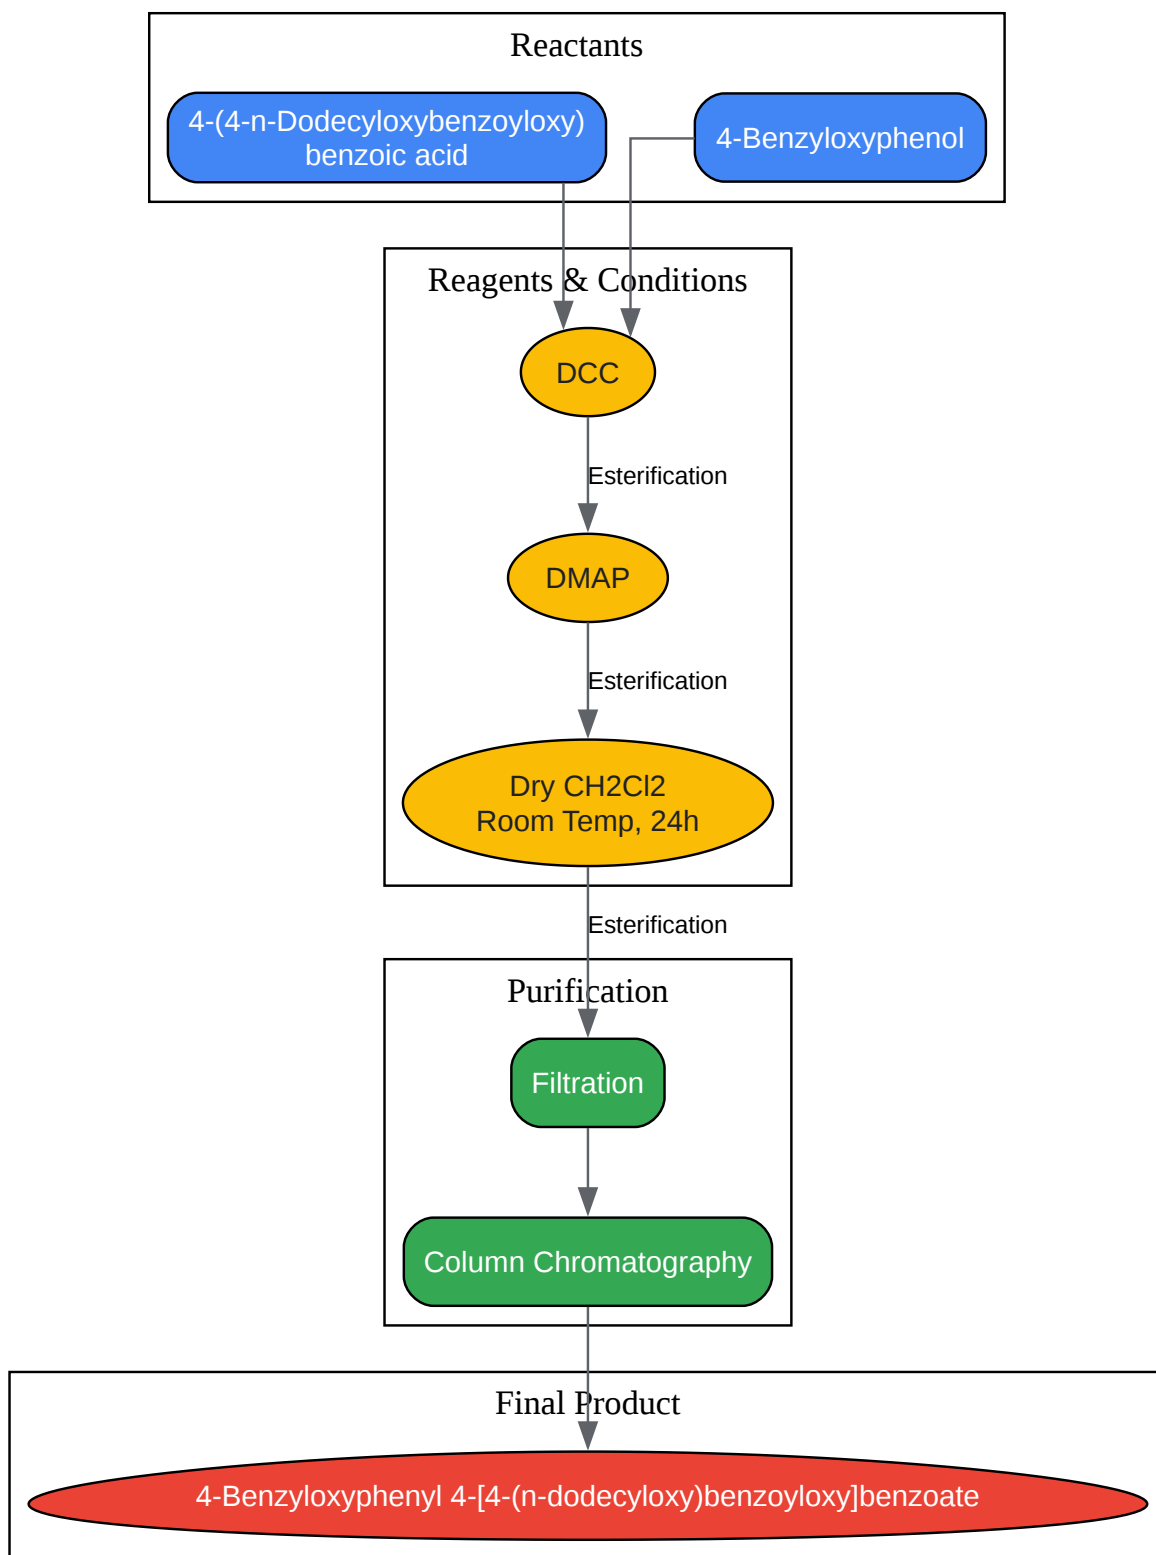 Reactants
4-(4-n-Dodecyloxybenzoyloxy)
benzoic acid
4-Benzyloxyphenol
Reagents & Conditions
DCC
Esterification
DMAP
Esterification
Dry CH2Cl2
Room Temp, 24h
Esterification
Purification
Filtration
Column Chromatography
Final Product
4-Benzyloxyphenyl 4-[4-(n-dodecyloxy)benzoyloxy]benzoate